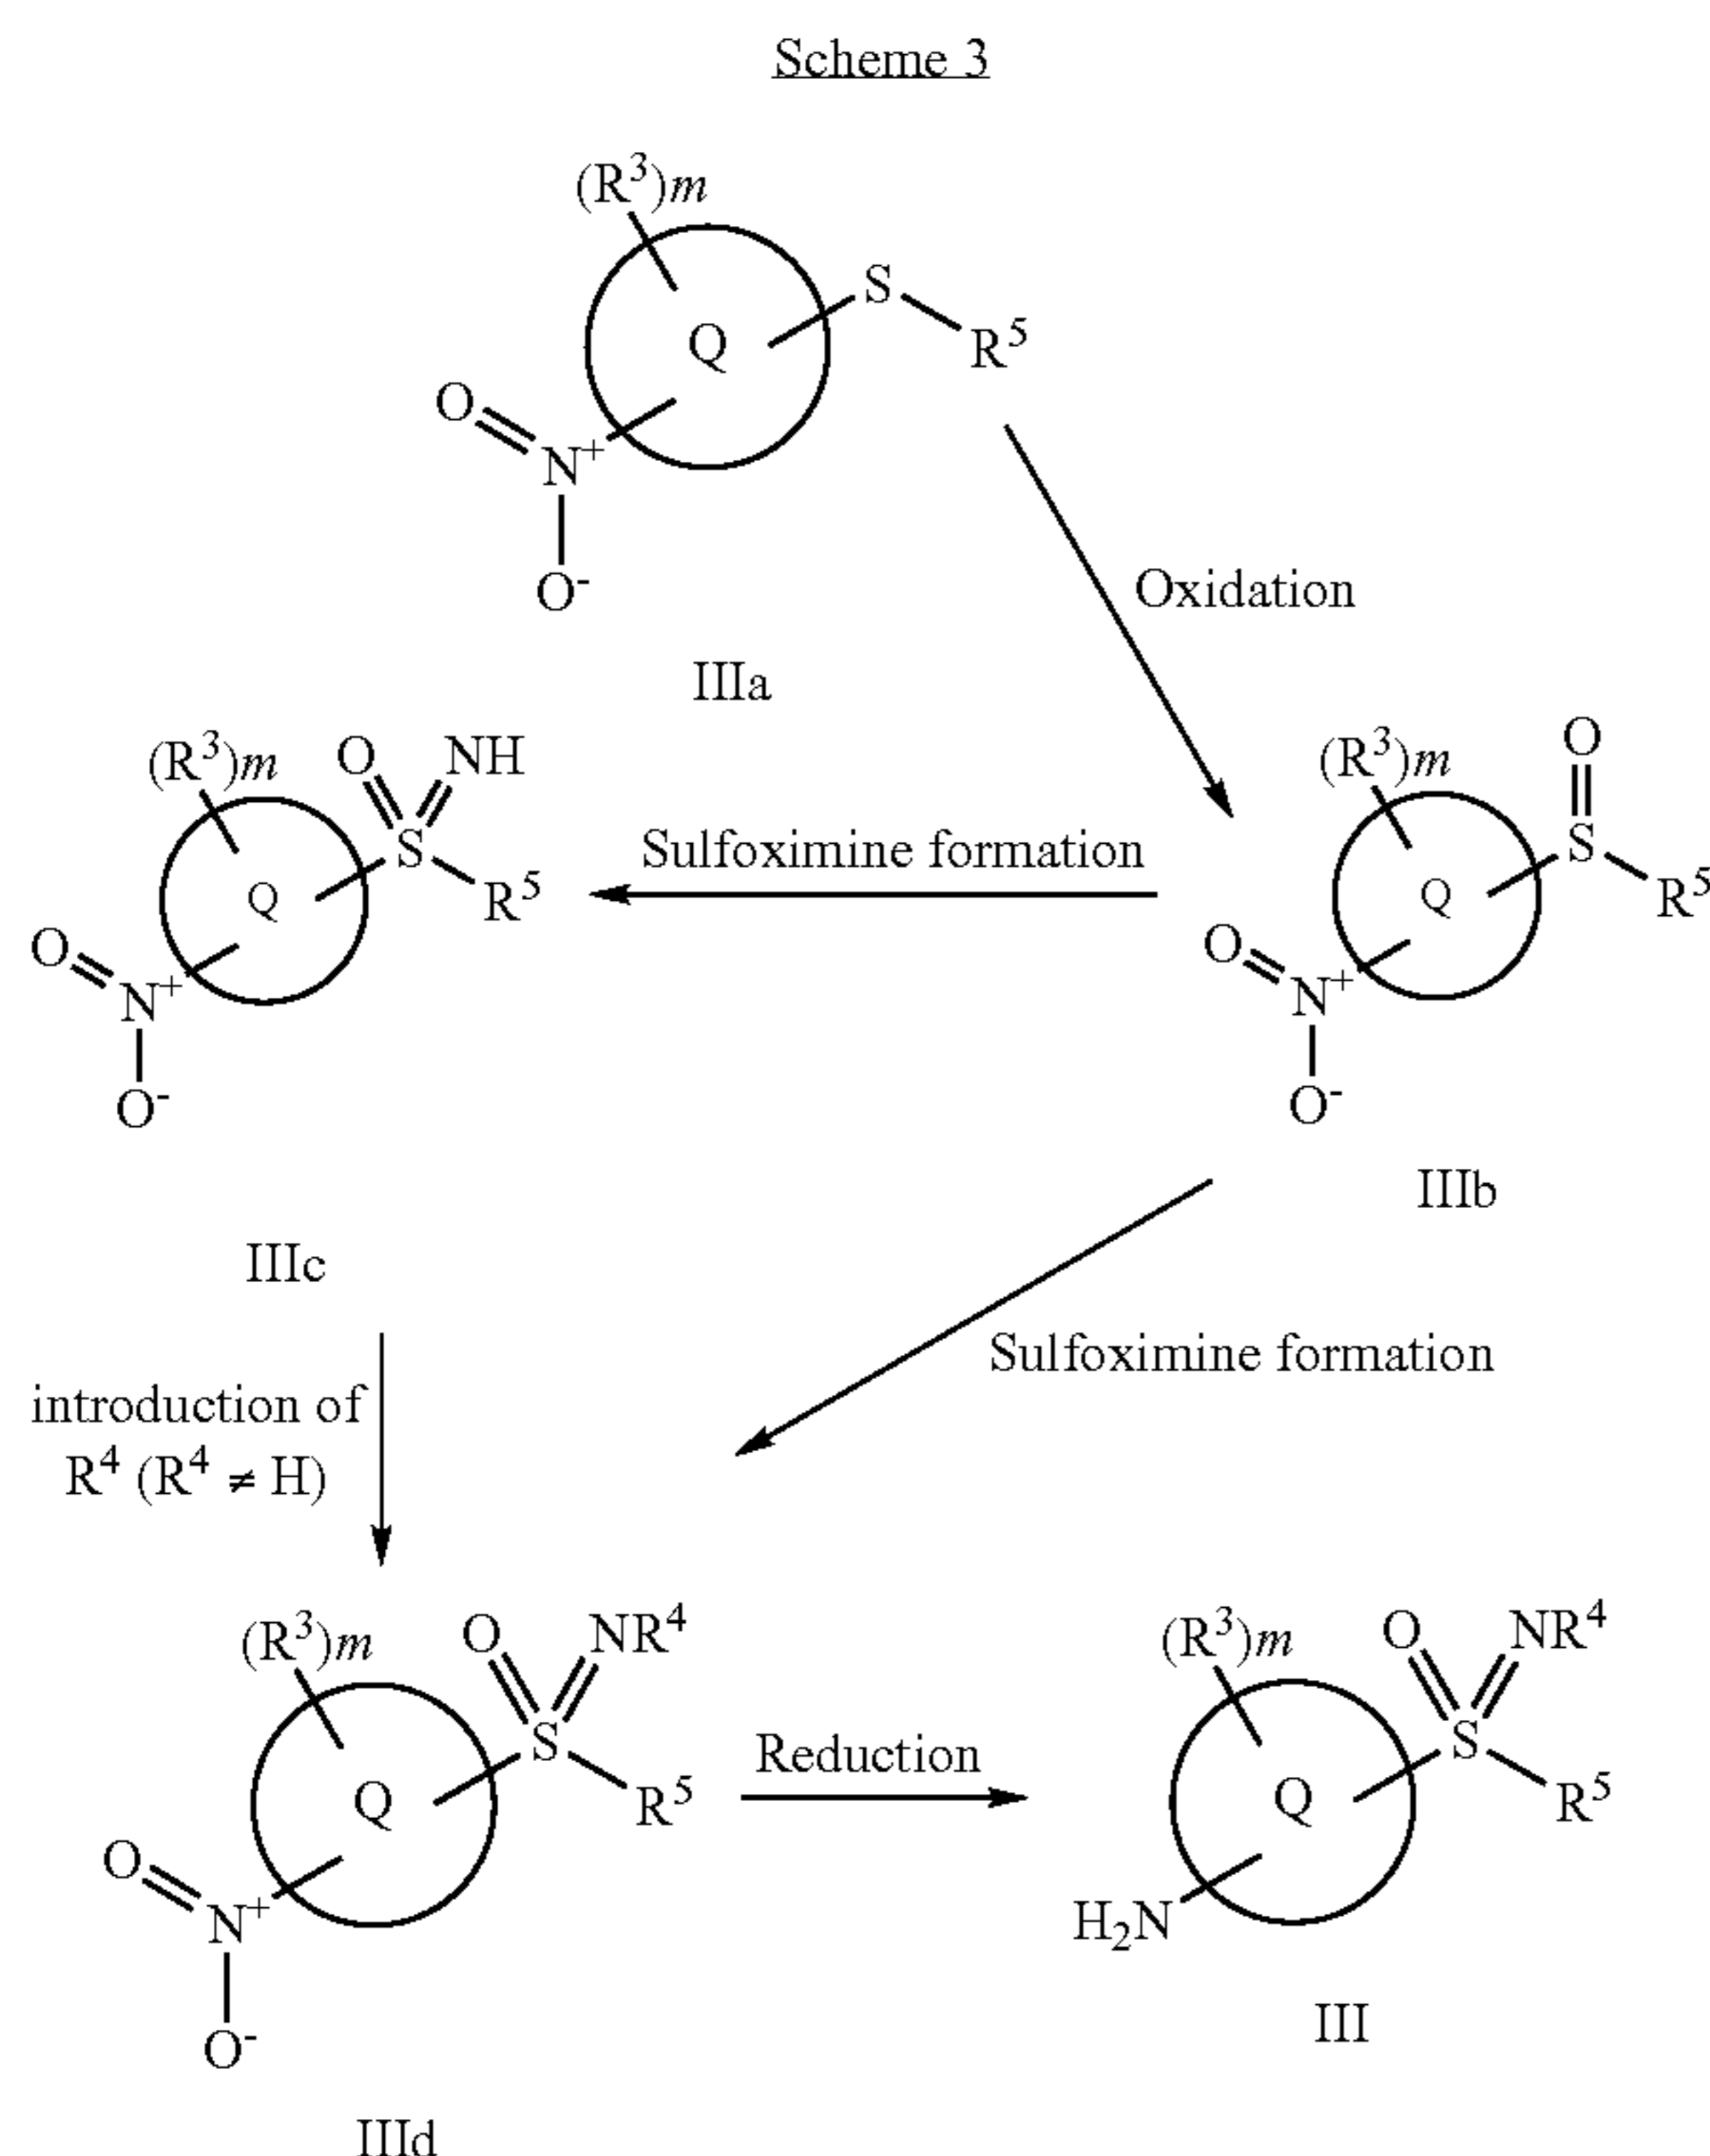 Scheme 3
(R³)m
S
Q
R⁵
O
N⁺
O⁻
Oxidation
IIIa
(R³)m
O
NH
S
R⁵
Q
O
N⁺
O⁻
Sulfoximine formation
(R³)m
O
S
R⁵
Q
O
N⁺
O⁻
IIIb
IIIc
Sulfoximine formation
introduction of
R⁴ (R⁴ ≠ H)
(R³)m
O
NR⁴
S
R⁵
Q
O
N⁺
O⁻
Reduction
(R³)m
O
NR⁴
S
R⁵
Q
H₂N
III
IIId